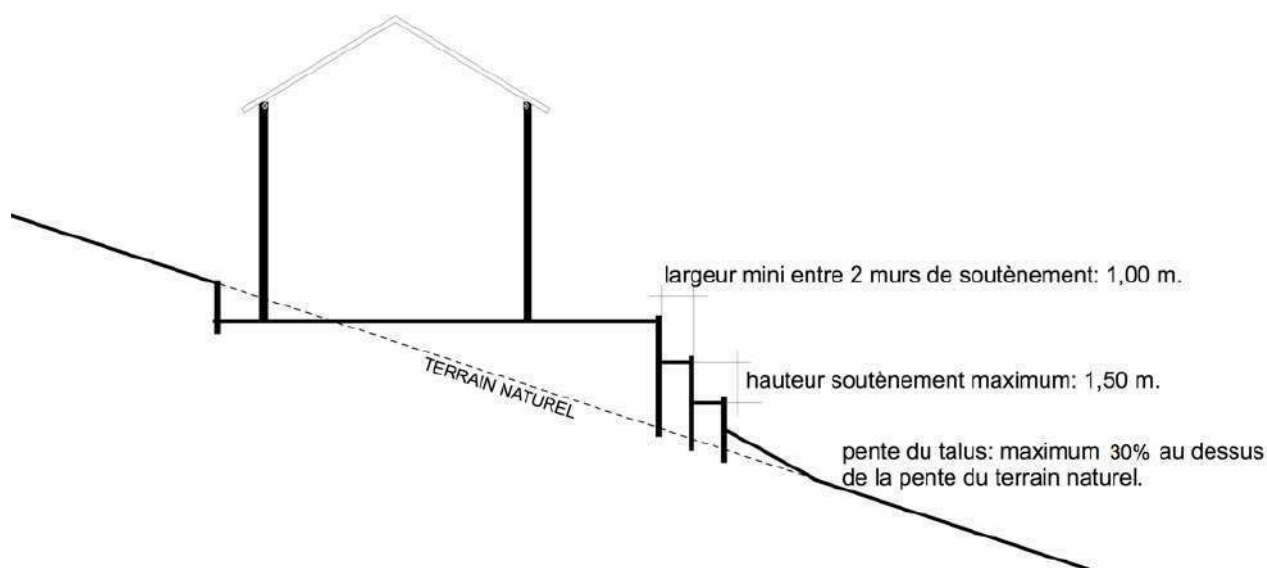 largeur mini entre 2 murs de soutènement: 1,00 m.
TERRAIN NATUREL
hauteur soutènement maximum: 1,50 m.
pente du talus: maximum 30% au dessus
de la pente du terrain naturel.